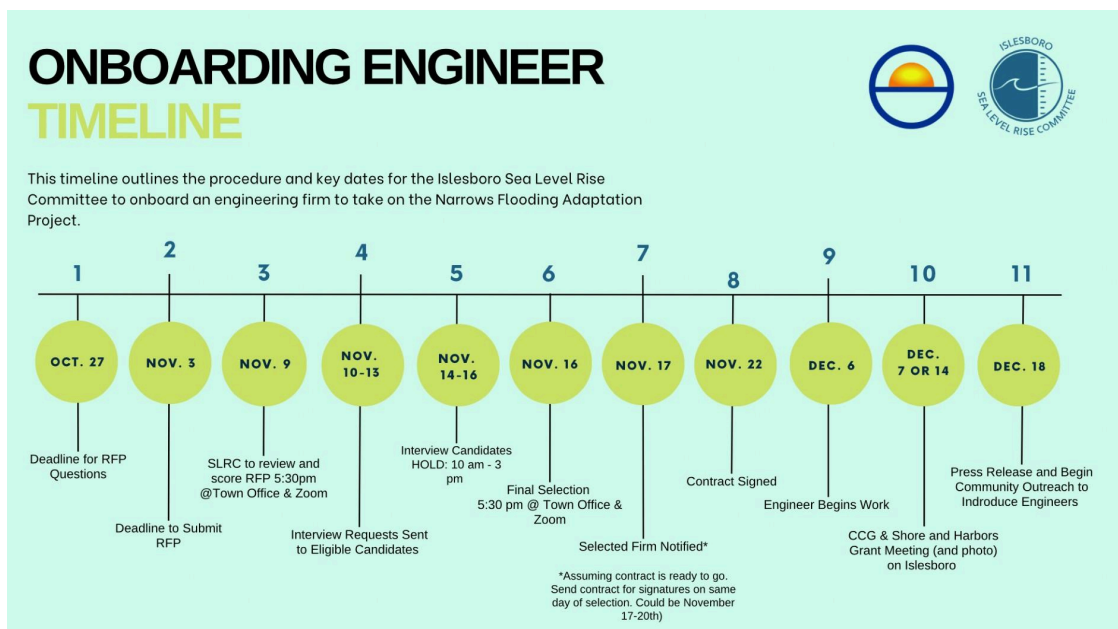 ONBOARDING ENGINEER
TIMELINE
ISLESBORO
SEA LEVEL RISE COMMITTEE
This timeline outlines the procedure and key dates for the Islesboro Sea Level Rise
Committee to onboard an engineering firm to take on the Narrows Flooding Adaptation
Project.
1
2
3
4
5
6
7
8
9
10
11
OCT. 27
NOV. 3
NOV. 9
NOV.
10-13
NOV.
14-16
NOV. 16
NOV. 17
NOV. 22
DEC. 6
DEC.
7 OR 14
DEC. 18
Deadline for RFP
Questions
Deadline to Submit
RFP
SLRC to review and
score RFP 5:30pm
@Town Office & Zoom
Interview Requests Sent
to Eligible Candidates
Interview Candidates
HOLD: 10 am - 3
pm
Final Selection
5:30 pm @ Town Office &
Zoom
Selected Firm Notified*
*Assuming contract is ready to go.
Send contract for signatures on same
day of selection. Could be November
17-20th)
Contract Signed
Engineer Begins Work
CCG & Shore and Harbors
Grant Meeting (and photo)
on Islesboro
Press Release and Begin
Community Outreach to
Indroduce Engineers